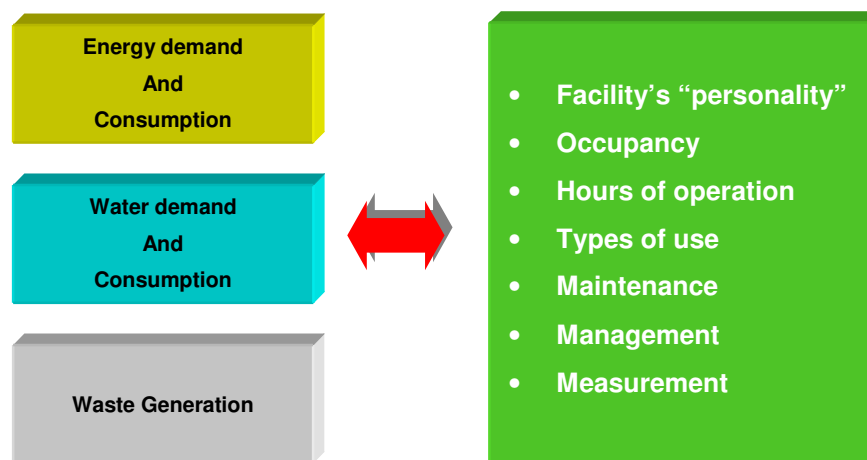 Energy demand
And
Consumption
Water demand
And
Consumption
Waste Generation
• Facility’s “personality”
• Occupancy
• Hours of operation
• Types of use
• Maintenance
• Management
• Measurement